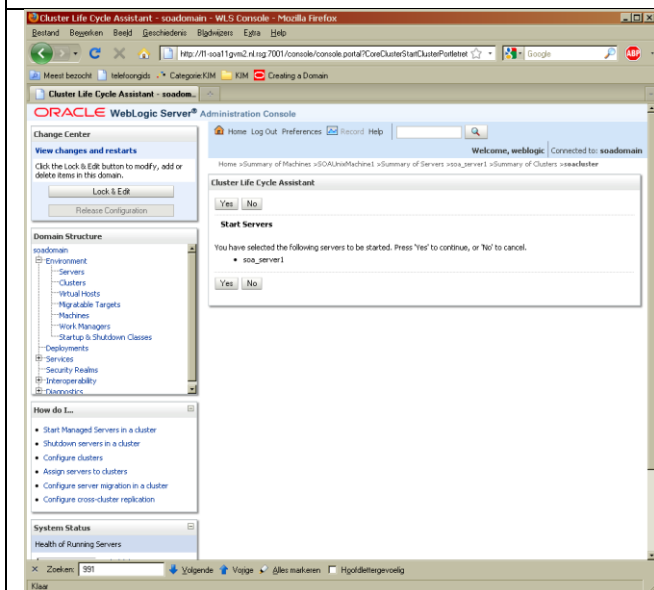 Cluster Life Cycle Assistant - soadomain - WLS Console - Mozilla Firefox
Bestand Bewerken Beeld Geschiedenis Bladwijzers Extra Help
http://fl-soa11gvm2.nl.rsg:7001/console/console.portal?CoreClusterStartClusterPortletret
Google
ABP
Meest bezocht telefoongids Categorie:KIM KIM Creating a Domain
Cluster Life Cycle Assistant - soadom...
ORACLE WebLogic Server® Administration Console
Change Center
View changes and restarts
Click the Lock & Edit button to modify, add or
delete items in this domain.
Lock & Edit
Release Configuration
Domain Structure
soadomain
Environment
Servers
Clusters
Virtual Hosts
Migratable Targets
Machines
Work Managers
Startup & Shutdown Classes
Deployments
Services
Security Realms
Interoperability
Diagnostics
How do I...
Start Managed Servers in a cluster
Shutdown servers in a cluster
Configure clusters
Assign servers to clusters
Configure server migration in a cluster
Configure cross-cluster replication
System Status
Health of Running Servers
Home Log Out Preferences Record Help
Welcome, weblogic Connected to: soadomain
Home >Summary of Machines >SOAUnixMachine1 >Summary of Servers >soa_server1 >Summary of Clusters >soacluster
Cluster Life Cycle Assistant
Yes No
Start Servers
You have selected the following servers to be started. Press 'Yes' to continue, or 'No' to cancel.
soa_server1
Yes No
Zoeken: 991 Volgende Vorige Alles markeren Hoofdlettergevoelig
Klaar